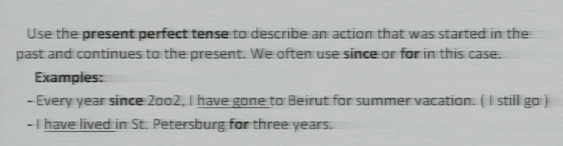 Use the present perfect tense to describe an action that was started in the
past and continues to the present. We often use since or for in this case.
Examples:
- Every year since 2oo2, I have gone to Beirut for summer vacation. ( I still go )
- I have lived in St. Petersburg for three years.